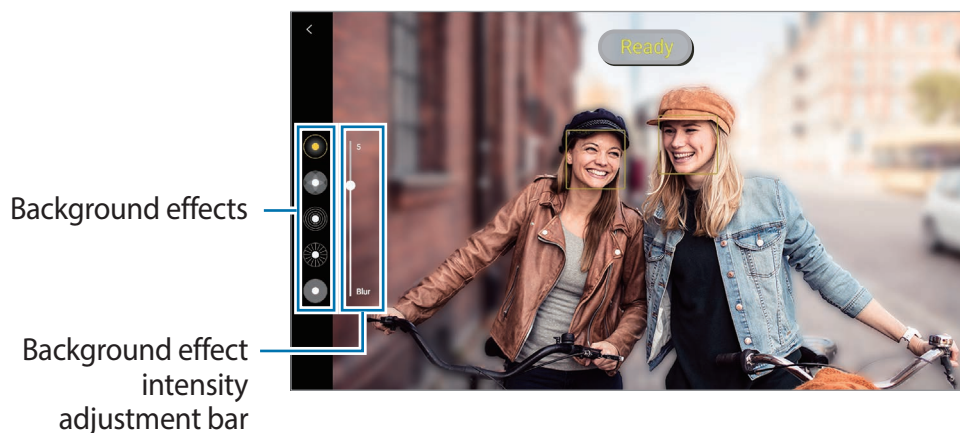 Ready
5
Blur
Background effects
Background effect
intensity
adjustment bar